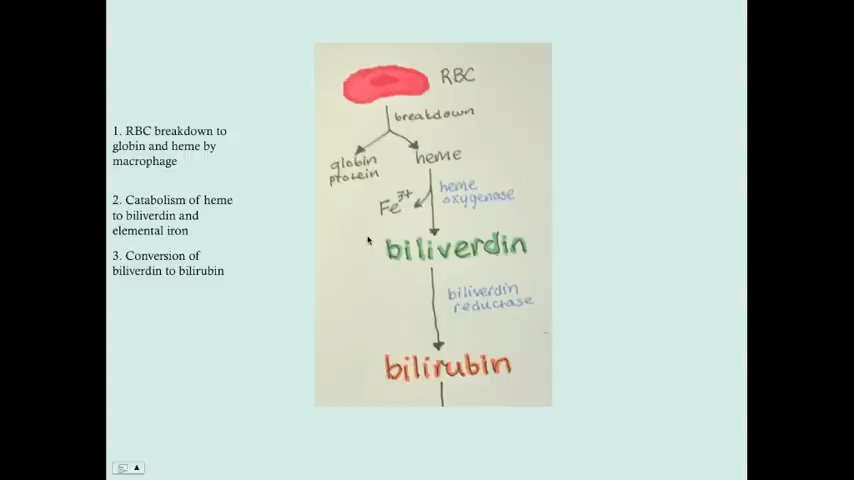 1. RBC breakdown to
globin and heme by
macrophage
2. Catabolism of heme
to biliverdin and
elemental iron
3. Conversion of
biliverdin to bilirubin
RBC
breakdown
globin
protein
heme
Fe3+
heme
oxygenase
biliverdin
biliverdin
reductase
bilirubin